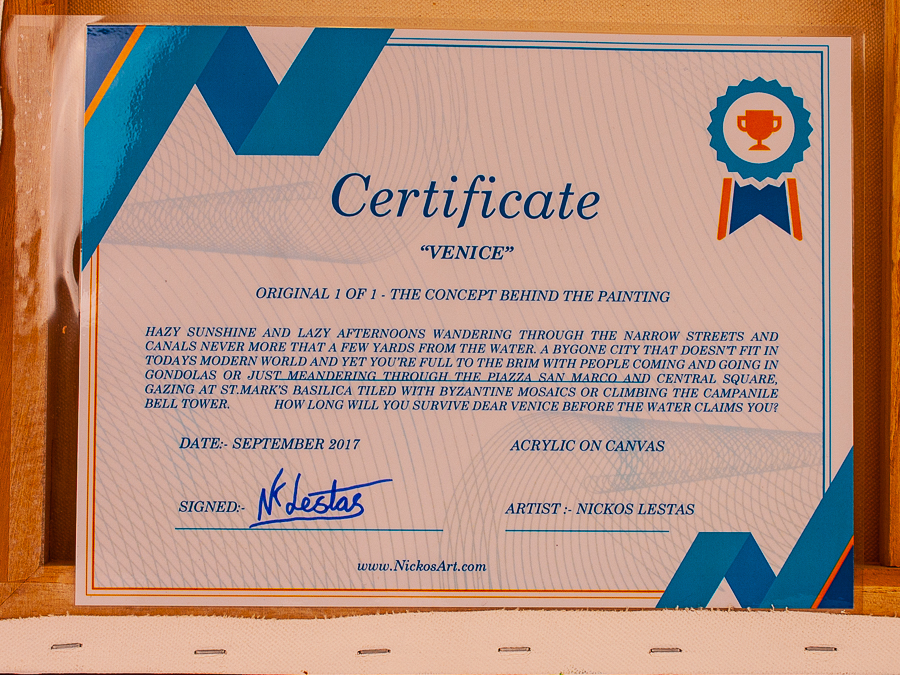 Certificate
“VENICE”
ORIGINAL 1 OF 1 - THE CONCEPT BEHIND THE PAINTING
HAZY SUNSHINE AND LAZY AFTERNOONS WANDERING THROUGH THE NARROW STREETS AND
CANALS NEVER MORE THAT A FEW YARDS FROM THE WATER. A BYGONE CITY THAT DOESN'T FIT IN
TODAYS MODERN WORLD AND YET YOU'RE FULL TO THE BRIM WITH PEOPLE COMING AND GOING IN
GONDOLAS OR JUST MEANDERING THROUGH THE PIAZZA SAN MARCO AND CENTRAL SQUARE,
GAZING AT ST.MARK'S BASILICA TILED WITH BYZANTINE MOSAICS OR CLIMBING THE CAMPANILE
BELL TOWER. HOW LONG WILL YOU SURVIVE DEAR VENICE BEFORE THE WATER CLAIMS YOU?
DATE:- SEPTEMBER 2017 ACRYLIC ON CANVAS
SIGNED:- NK Lestas ARTIST :- NICKOS LESTAS
www.NickosArt.com